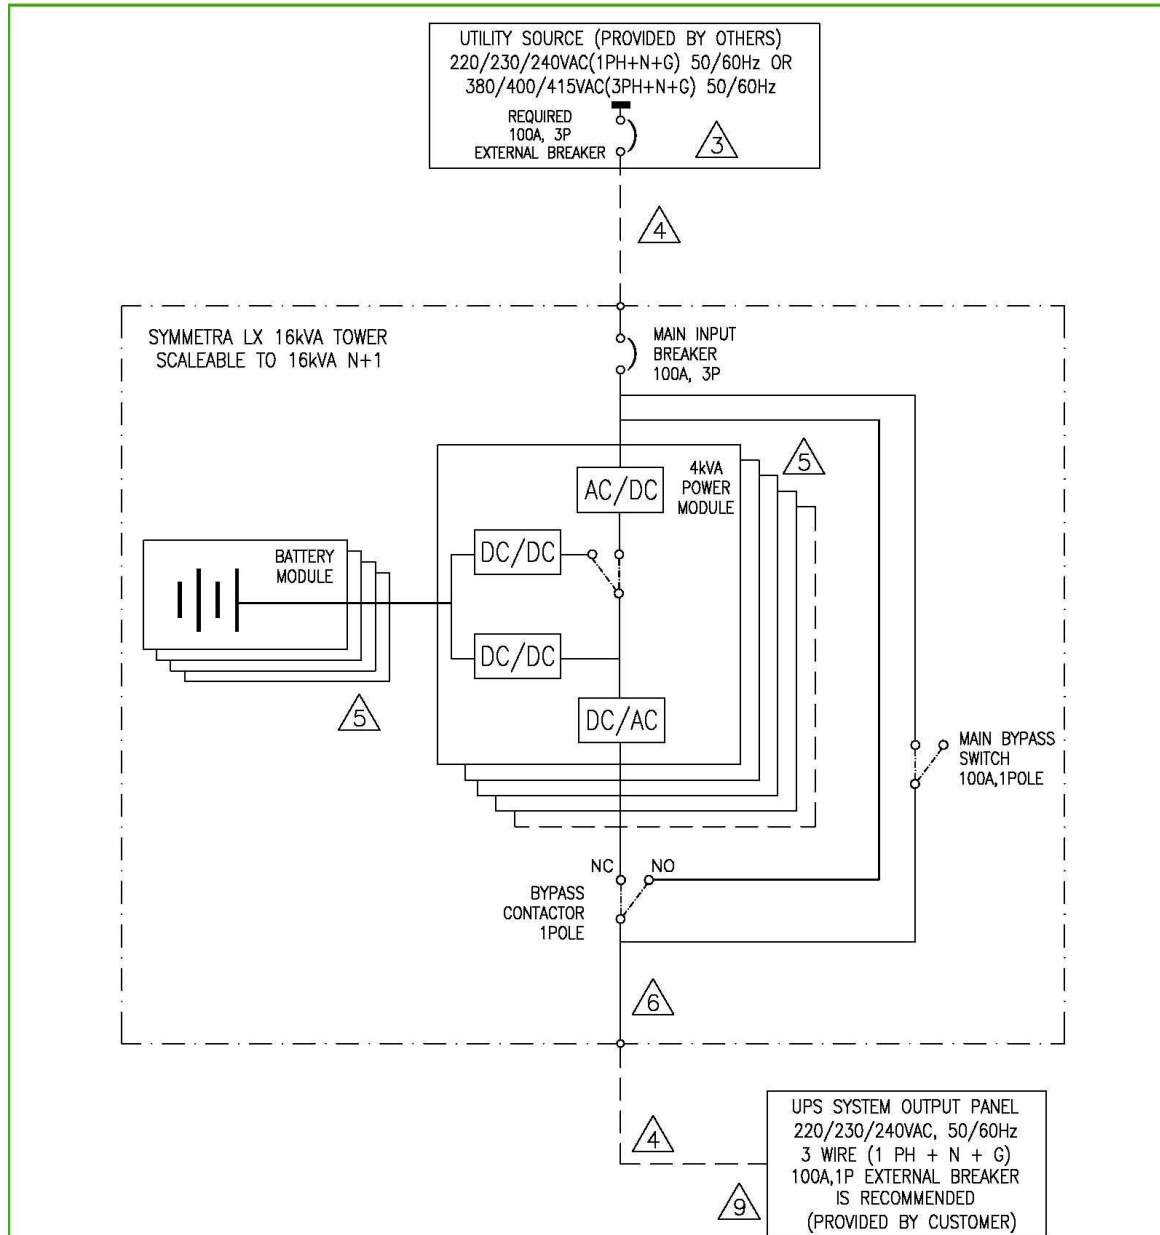 UTILITY SOURCE (PROVIDED BY OTHERS)
220/230/240VAC(1PH+N+G) 50/60Hz OR
380/400/415VAC(3PH+N+G) 50/60Hz
REQUIRED
100A, 3P
EXTERNAL BREAKER
3
4
SYMMETRA LX 16kVA TOWER
SCALEABLE TO 16kVA N+1
MAIN INPUT
BREAKER
100A, 3P
4kVA
POWER
MODULE
5
AC/DC
DC/DC
BATTERY
MODULE
DC/DC
5
DC/AC
MAIN BYPASS
SWITCH
100A,1POLE
NC
NO
BYPASS
CONTACTOR
1POLE
6
4
9
UPS SYSTEM OUTPUT PANEL
220/230/240VAC, 50/60Hz
3 WIRE (1 PH + N + G)
100A,1P EXTERNAL BREAKER
IS RECOMMENDED
(PROVIDED BY CUSTOMER)